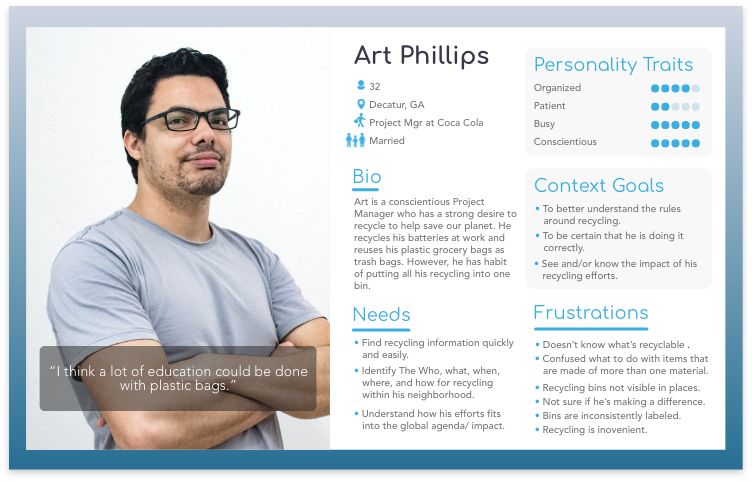 Art Phillips
32
Decatur, GA
Project Mgr at Coca Cola
Married
Bio
Art is a conscientious Project
Manager who has a strong desire to
recycle to help save our planet. He
recycles his batteries at work and
reuses his plastic grocery bags as
trash bags. However, he has habit
of putting all his recycling into one
bin.
Needs
• Find recycling information quickly
and easily.
• Identify The Who, what, when,
where, and how for recycling
within his neighborhood.
• Understand how his efforts fits
into the global agenda/ impact.
Personality Traits
Organized
Patient
Busy
Conscientious
Context Goals
• To better understand the rules
around recycling.
• To be certain that he is doing it
correctly.
• See and/or know the impact of his
recycling efforts.
Frustrations
• Doesn't know what's recyclable .
• Confused what to do with items that
are made of more than one material.
• Recycling bins not visible in places.
• Not sure if he's making a difference.
• Bins are inconsistently labeled.
• Recycling is inovenient.
“I think a lot of education could be done
with plastic bags.”